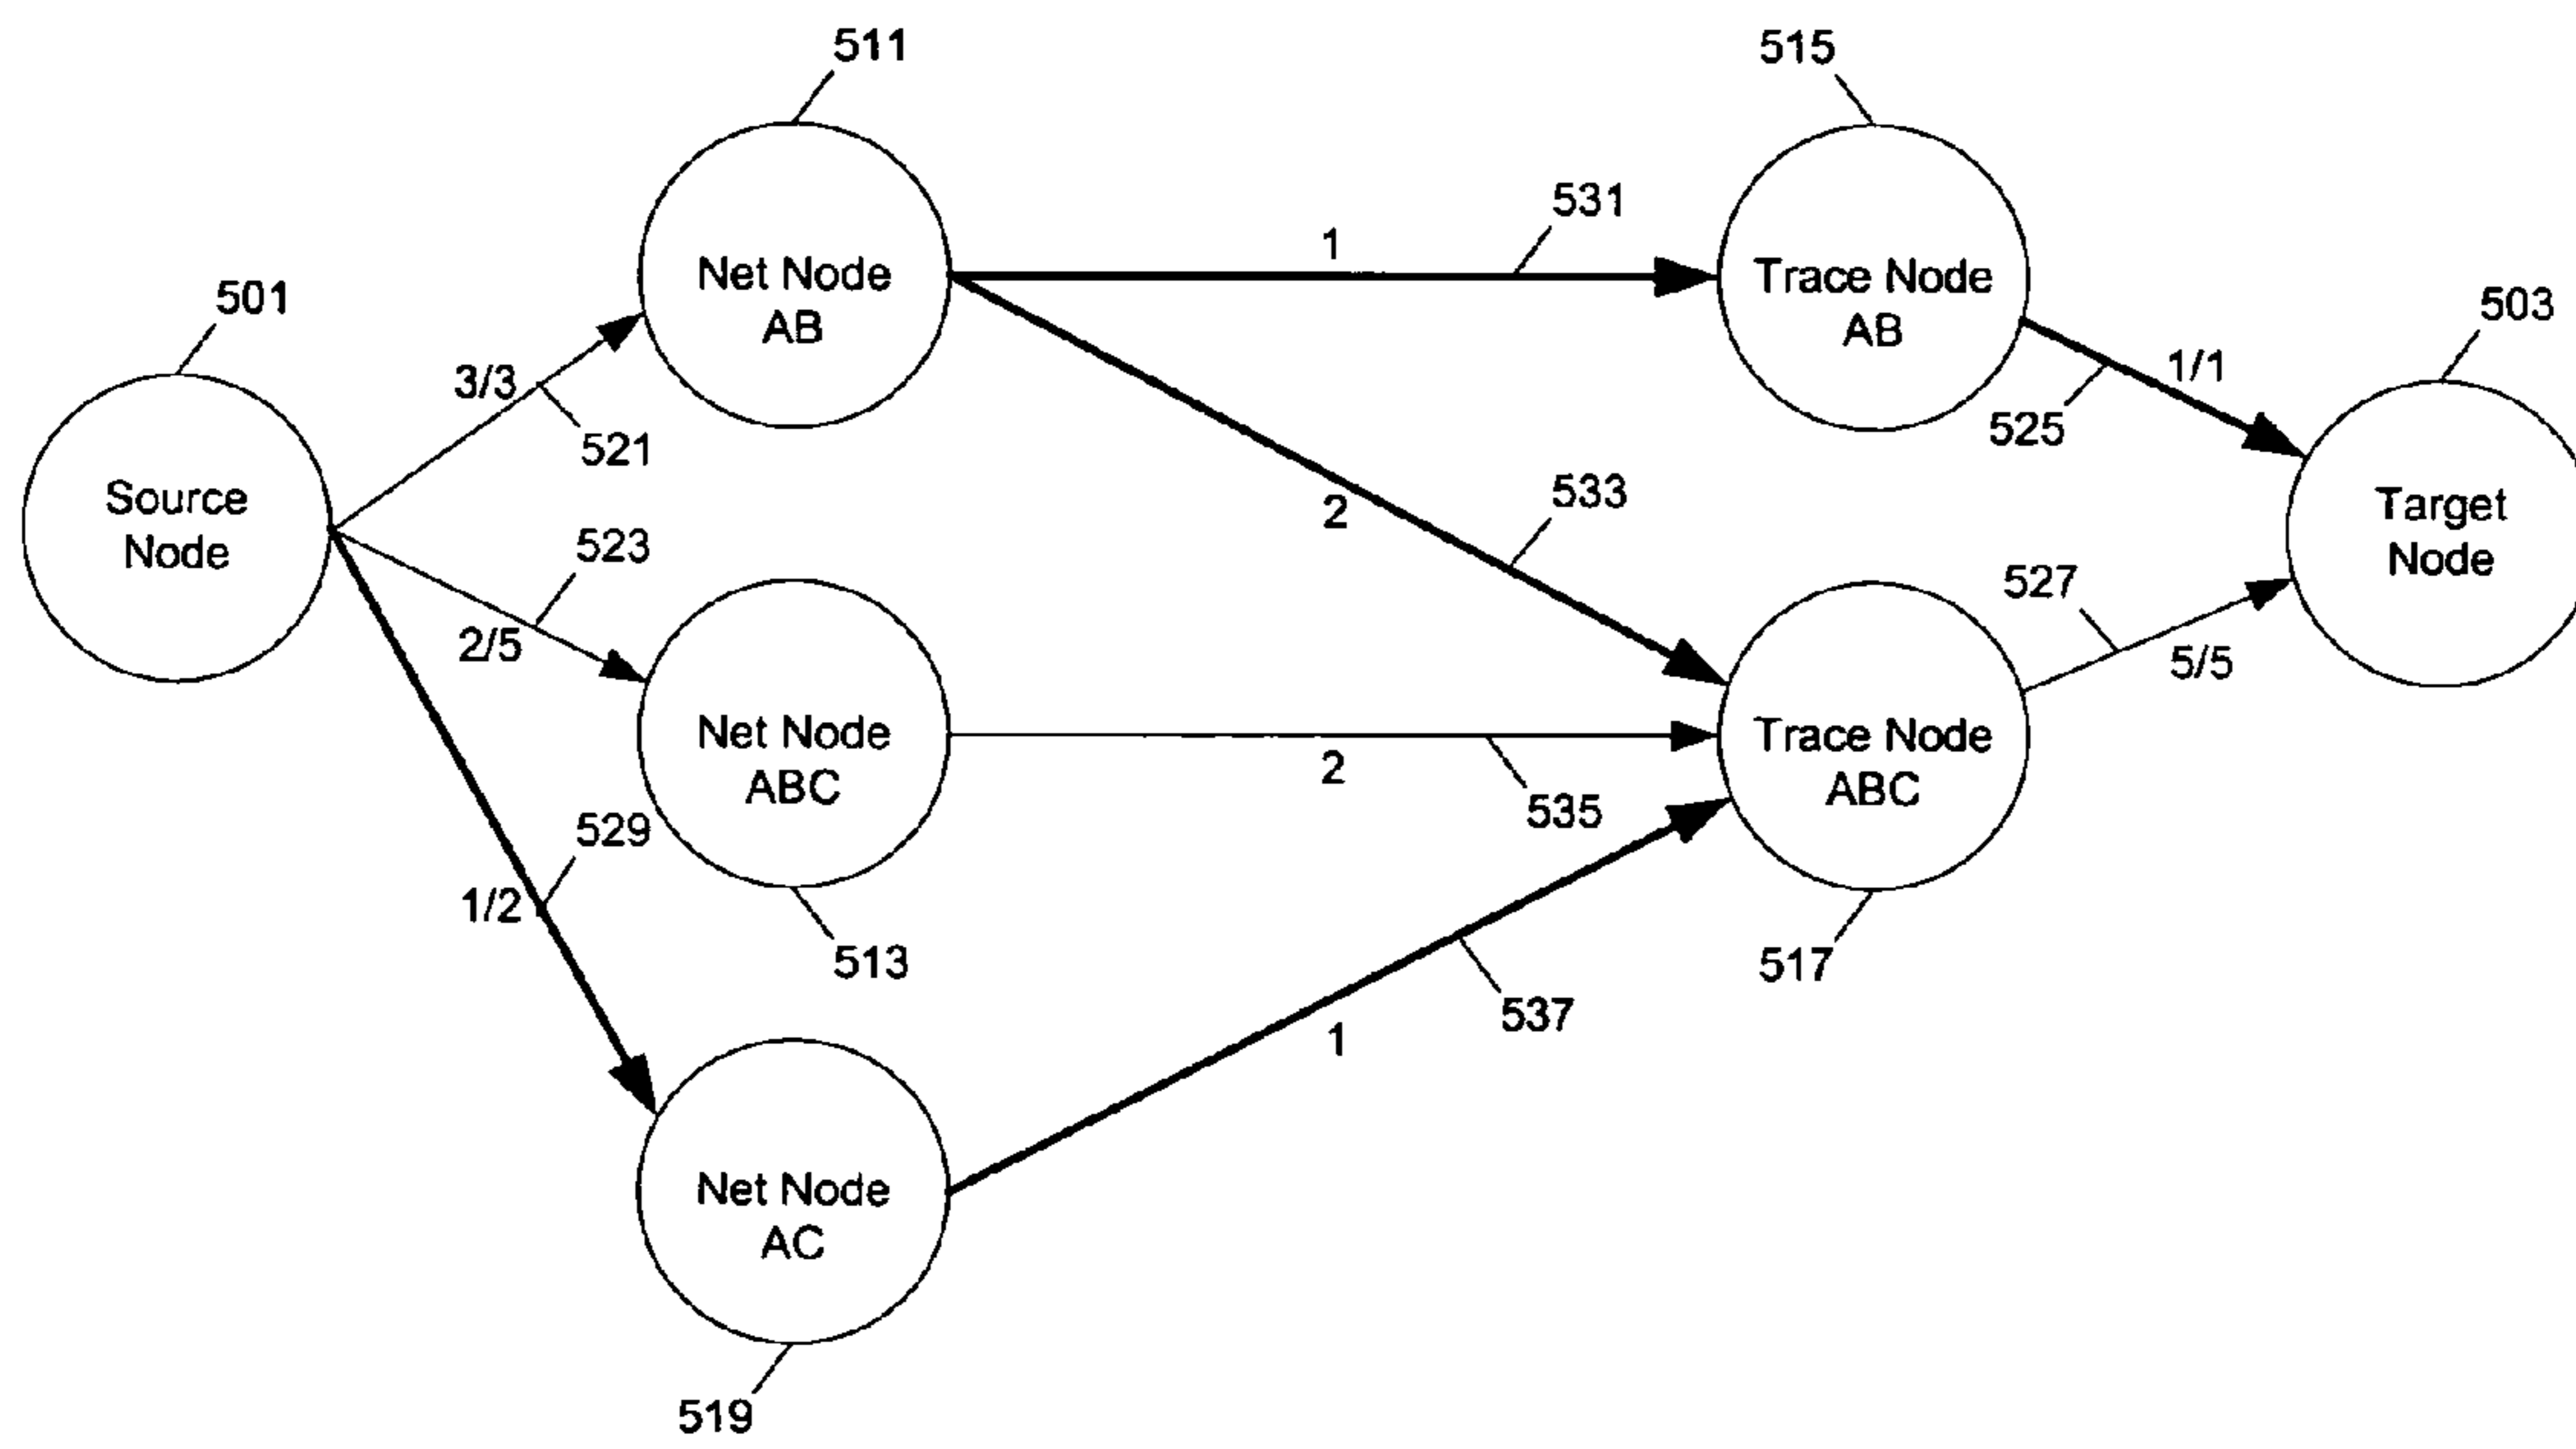 511
515
531
1
Net Node
AB
Trace Node
AB
501
503
3/3
521
1/1
525
533
2
Source
Node
523
2/5
Target
Node
527
5/5
Net Node
ABC
2
535
Trace Node
ABC
529
1/2
513
517
537
1
Net Node
AC
519